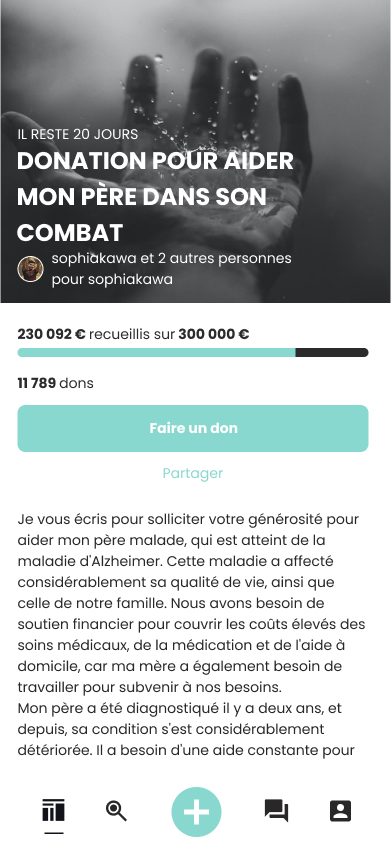 IL RESTE 20 JOURS
DONATION POUR AIDER
MON PÈRE DANS SON
COMBAT
sophiakawa et 2 autres personnes
pour sophiakawa
230 092 € recueillis sur 300 000 €
11 789 dons
Faire un don
Partager
Je vous écris pour solliciter votre générosité pour
aider mon père malade, qui est atteint de la
maladie d'Alzheimer. Cette maladie a affecté
considérablement sa qualité de vie, ainsi que
celle de notre famille. Nous avons besoin de
soutien financier pour couvrir les coûts élevés des
soins médicaux, de la médication et de l'aide à
domicile, car ma mère a également besoin de
travailler pour subvenir à nos besoins.
Mon père a été diagnostiqué il y a deux ans, et
depuis, sa condition s'est considérablement
détériorée. Il a besoin d'une aide constante pour